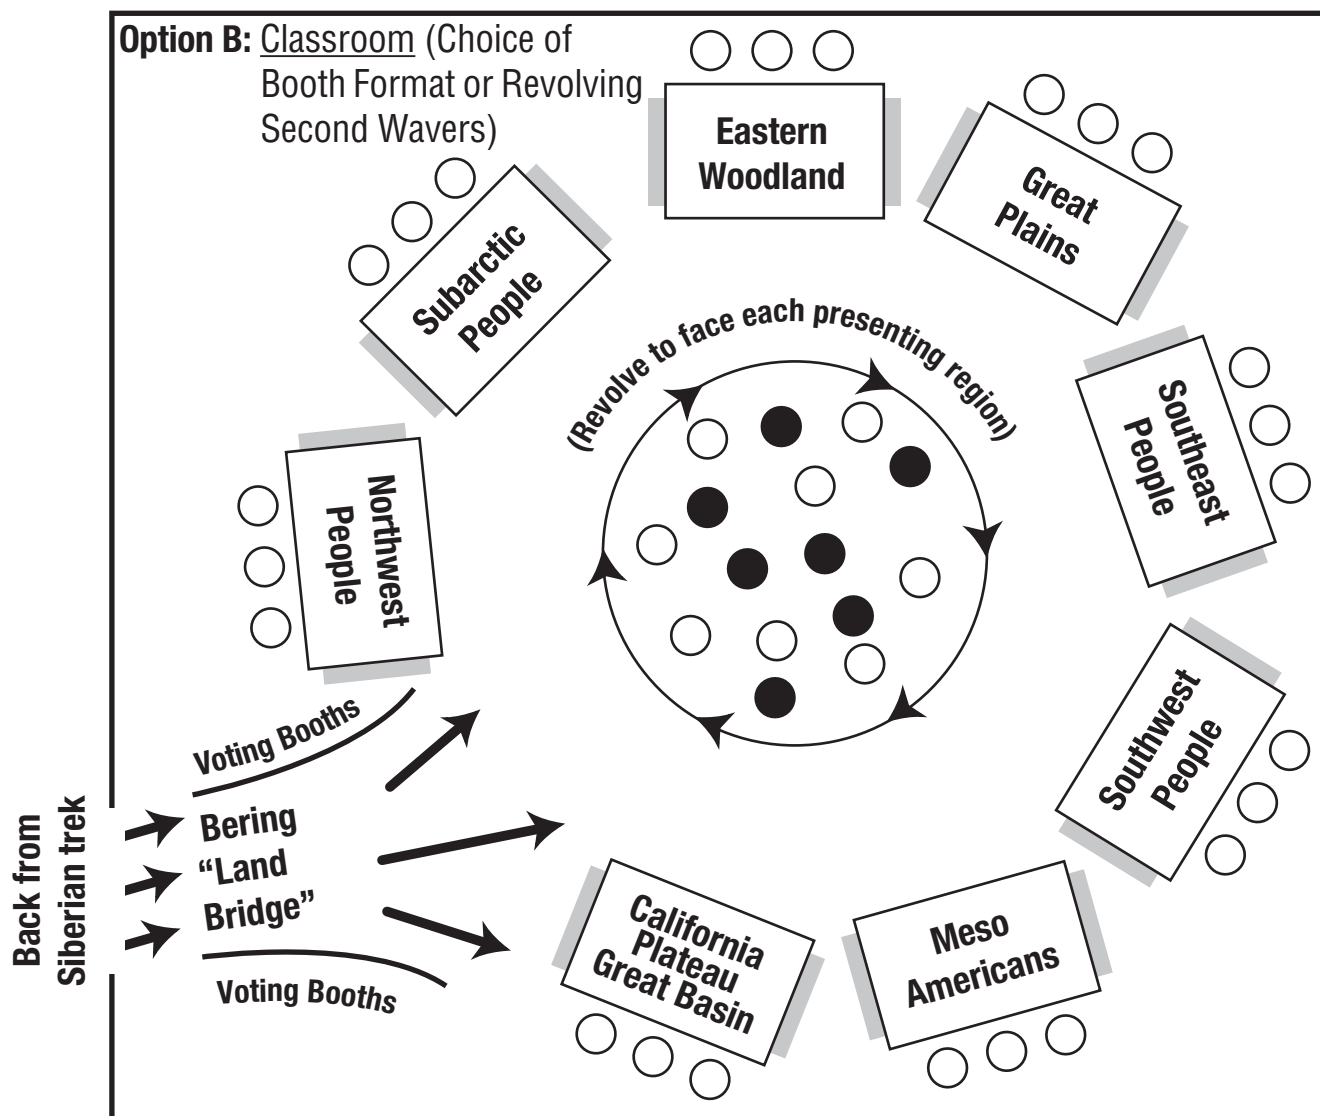 Option B: Classroom (Choice of
Booth Format or Revolving
Second Wavers)
Eastern
Woodland
Great
Plains
Subarctic
People
(Revolve to face each presenting region)
Southeast
People
Northwest
People
Southwest
People
Voting Booths
Bering
“Land
Bridge”
Back from
Siberian trek
Voting Booths
California
Plateau
Great Basin
Meso
Americans